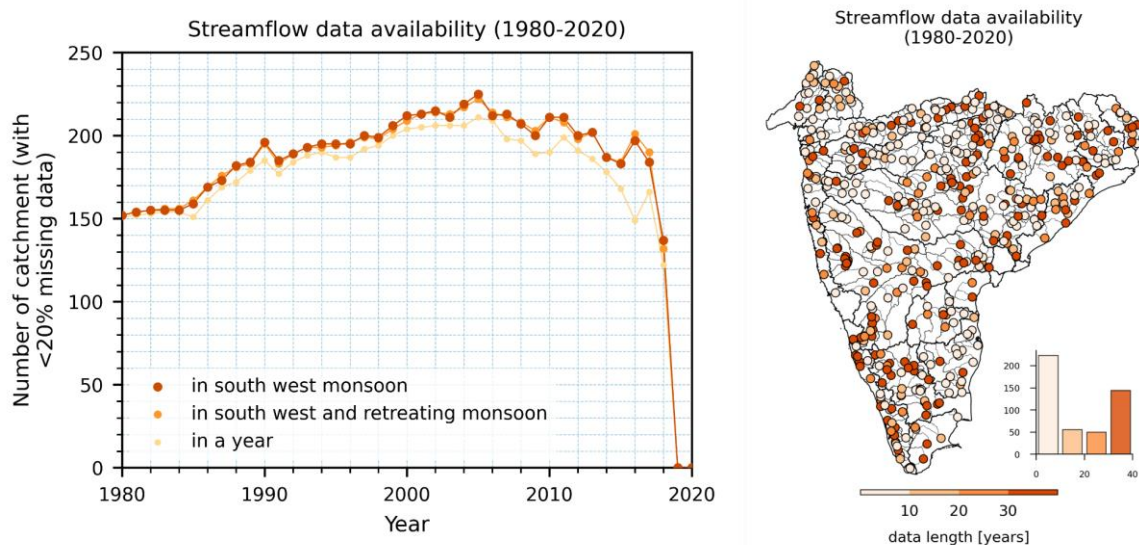 Streamflow data availability (1980-2020)
Number of catchment (with
<20% missing data)
250
200
150
100
50
0
in south west monsoon
in south west and retreating monsoon
in a year
1980
1990
2000
2010
2020
Year
Streamflow data availability
(1980-2020)
200
150
100
50
0
0
20
40
10
20
30
data length [years]